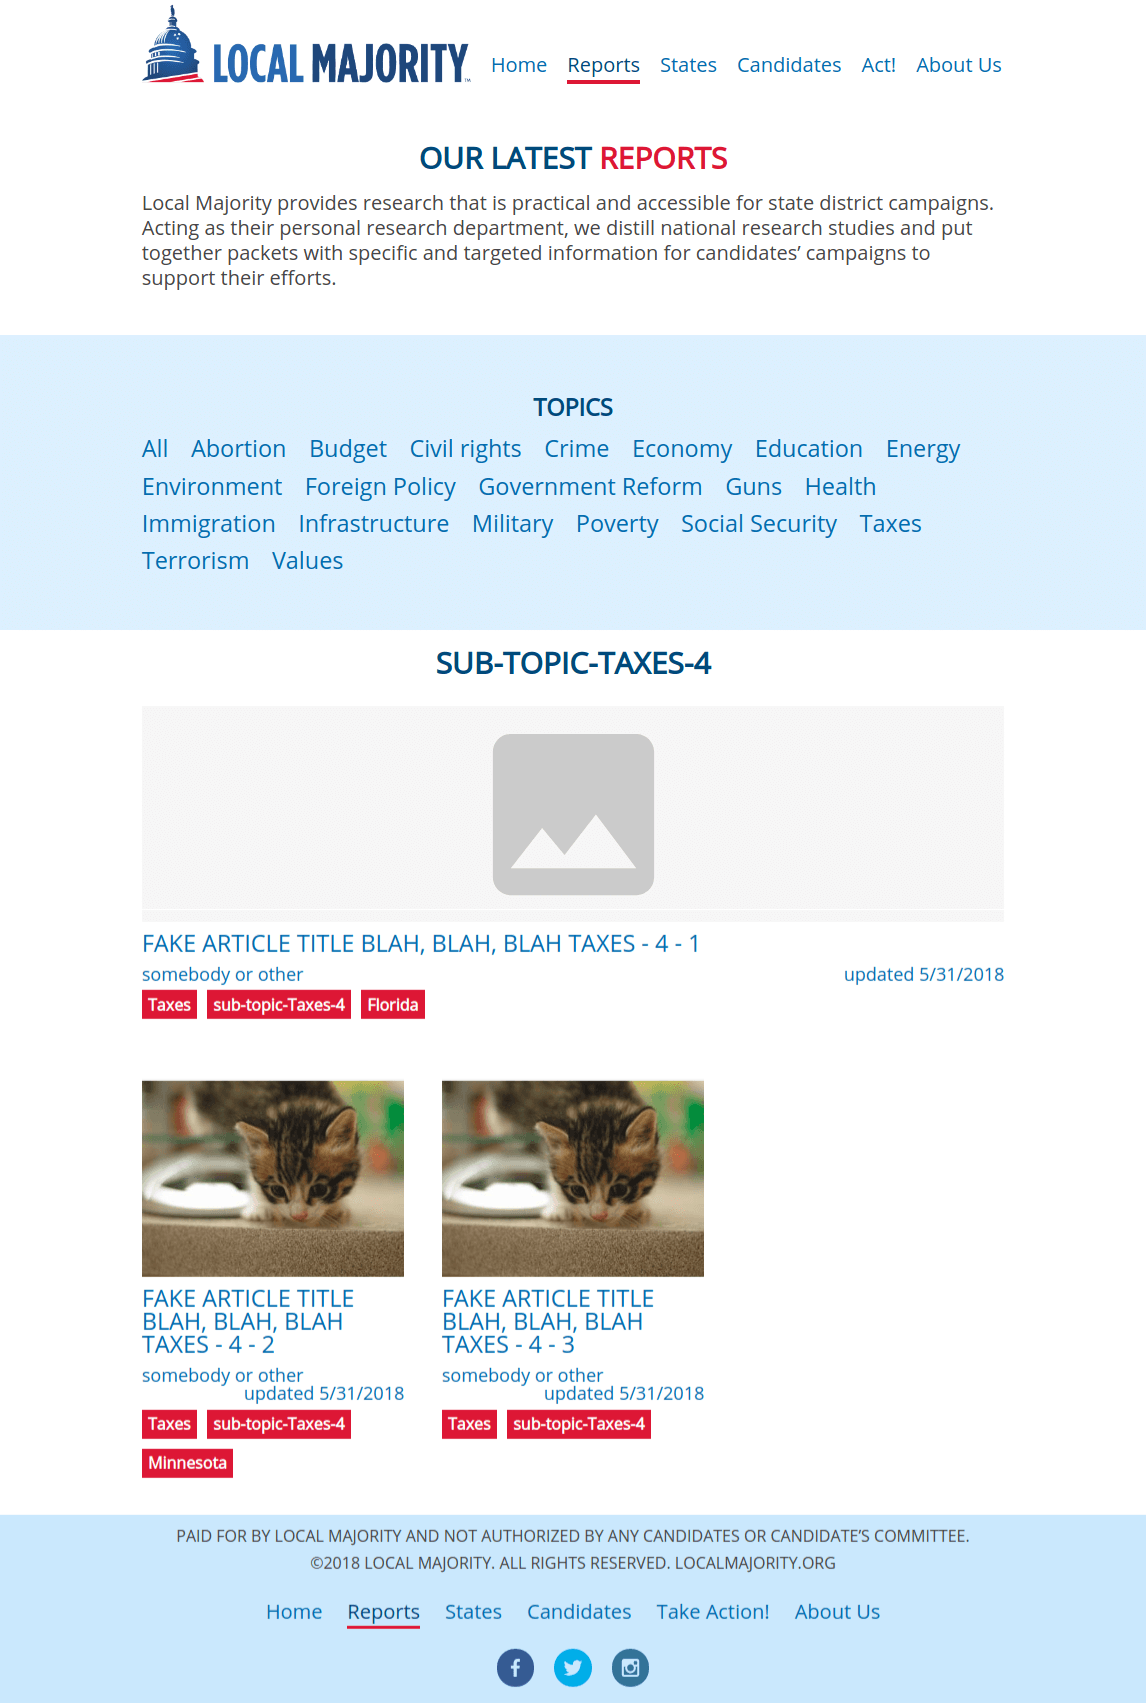 LOCAL MAJORITY™
Home Reports States Candidates Act! About Us
OUR LATEST REPORTS
Local Majority provides research that is practical and accessible for state district campaigns.
Acting as their personal research department, we distill national research studies and put
together packets with specific and targeted information for candidates’ campaigns to
support their efforts.
TOPICS
All Abortion Budget Civil rights Crime Economy Education Energy
Environment Foreign Policy Government Reform Guns Health
Immigration Infrastructure Military Poverty Social Security Taxes
Terrorism Values
SUB-TOPIC-TAXES-4
FAKE ARTICLE TITLE BLAH, BLAH, BLAH TAXES - 4 - 1
somebody or other updated 5/31/2018
Taxes sub-topic-Taxes-4 Florida
FAKE ARTICLE TITLE
BLAH, BLAH, BLAH
TAXES - 4 - 2
somebody or other
updated 5/31/2018
Taxes sub-topic-Taxes-4
Minnesota
FAKE ARTICLE TITLE
BLAH, BLAH, BLAH
TAXES - 4 - 3
somebody or other
updated 5/31/2018
Taxes sub-topic-Taxes-4
PAID FOR BY LOCAL MAJORITY AND NOT AUTHORIZED BY ANY CANDIDATES OR CANDIDATE’S COMMITTEE.
©2018 LOCAL MAJORITY. ALL RIGHTS RESERVED. LOCALMAJORITY.ORG
Home Reports States Candidates Take Action! About Us